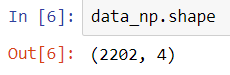 In [6]: data_np.shape
Out[6]: (2202, 4)